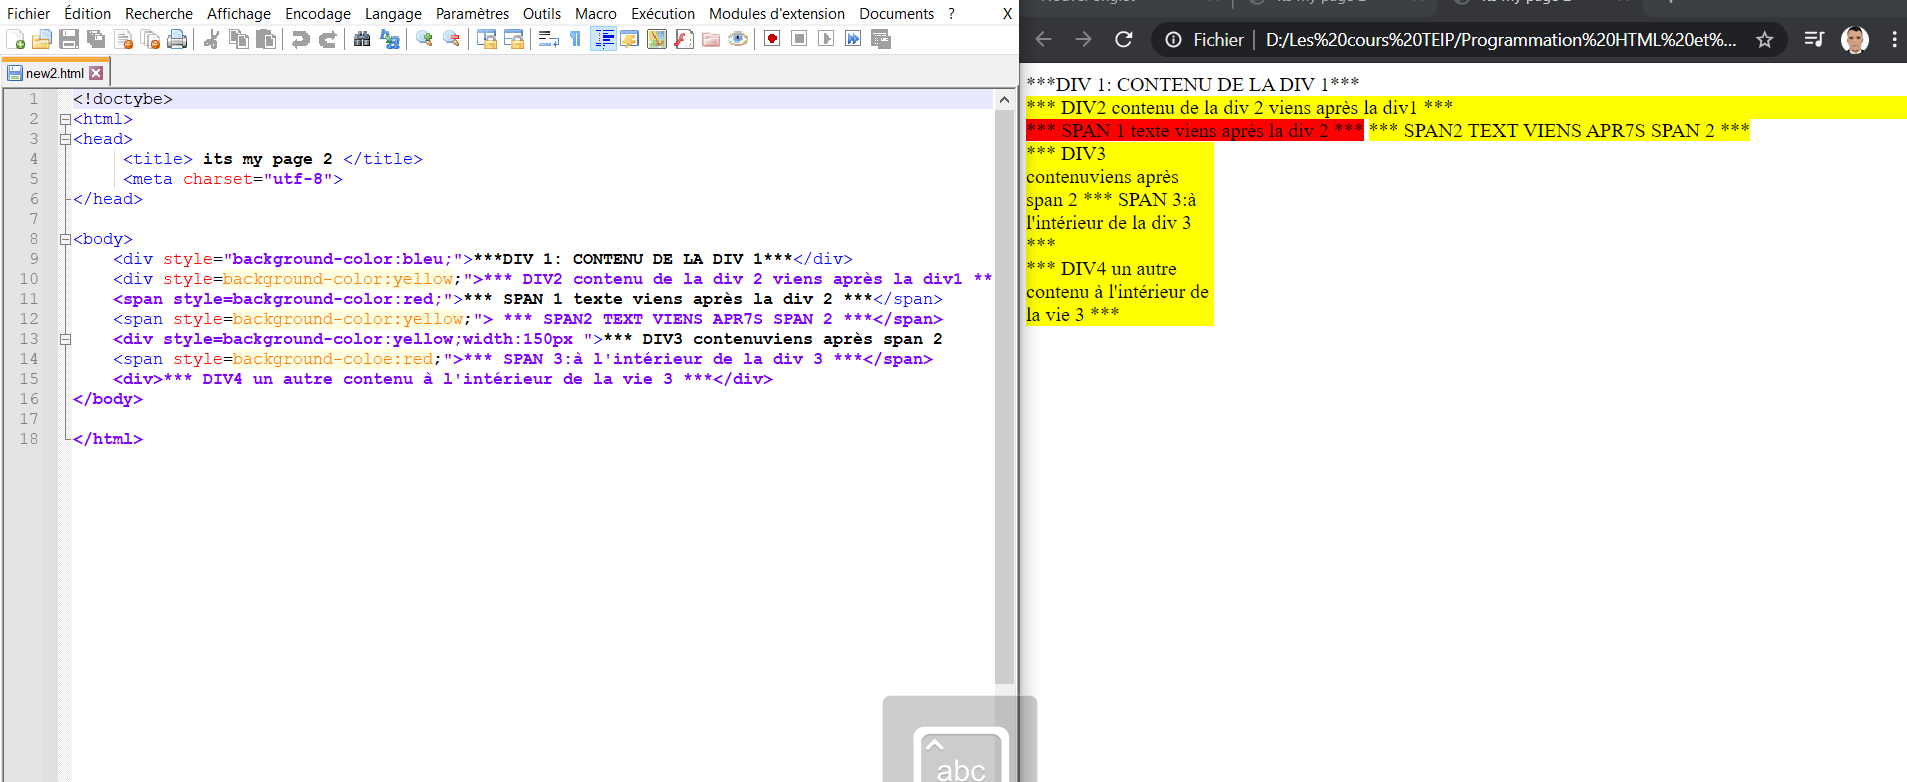 Fichier Édition Recherche Affichage Encodage Langage Paramètres Outils Macro Exécution Modules d'extension Documents ? X
new2.html
1 <!doctybe>
2 <html>
3 <head>
4 <title> its my page 2 </title>
5 <meta charset="utf-8">
6 </head>
7
8 <body>
9 <div style="background-color:bleu;">***DIV 1: CONTENU DE LA DIV 1***</div>
10 <div style=background-color:yellow;">*** DIV2 contenu de la div 2 viens après la div1 **
11 <span style=background-color:red;">*** SPAN 1 texte viens après la div 2 ***</span>
12 <span style=background-color:yellow;"> *** SPAN2 TEXT VIENS APR7S SPAN 2 ***</span>
13 <div style=background-color:yellow;width:150px ">*** DIV3 contenuviens après span 2
14 <span style=background-coloe:red;">*** SPAN 3:à l'intérieur de la div 3 ***</span>
15 <div>*** DIV4 un autre contenu à l'intérieur de la vie 3 ***</div>
16 </body>
17
18 </html>
Fichier D:/Les%20cours%20TEIP/Programmation%20HTML%20et%...
***DIV 1: CONTENU DE LA DIV 1***
*** DIV2 contenu de la div 2 viens après la div1 ***
*** SPAN 1 texte viens après la div 2 *** *** SPAN2 TEXT VIENS APR7S SPAN 2 ***
*** DIV3
contenuviens après
span 2 *** SPAN 3:à
l'intérieur de la div 3
***
*** DIV4 un autre
contenu à l'intérieur de
la vie 3 ***
abc